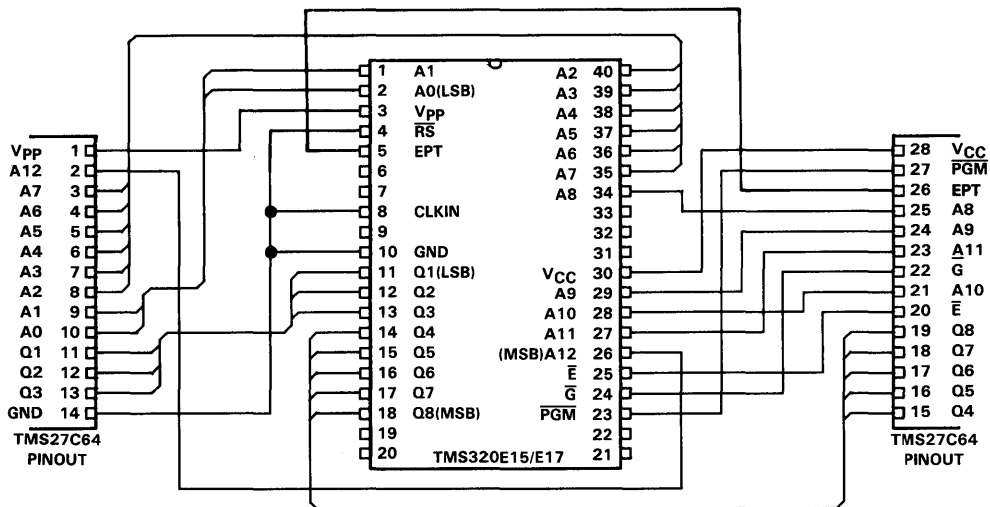 VPP 1
A12 2
A7 3
A6 4
A5 5
A4 6
A3 7
A2 8
A1 9
A0 10
Q1 11
Q2 12
Q3 13
GND 14
TMS27C64
PINOUT
1 A1
2 A0(LSB)
3 VPP
4 R̅S̅
5 EPT
6
7
8 CLKIN
9
10 GND
11 Q1(LSB)
12 Q2
13 Q3
14 Q4
15 Q5
16 Q6
17 Q7
18 Q8(MSB)
19
20
A2 40
A3 39
A4 38
A5 37
A6 36
A7 35
A8 34
33
32
31
VCC 30
A9 29
A10 28
A11 27
(MSB)A12 26
E̅ 25
G̅ 24
P̅G̅M̅ 23
22
21
TMS320E15/E17
28 VCC
27 P̅G̅M̅
26 EPT
25 A8
24 A9
23 A11
22 G̅
21 A10
20 E̅
19 Q8
18 Q7
17 Q6
16 Q5
15 Q4
TMS27C64
PINOUT